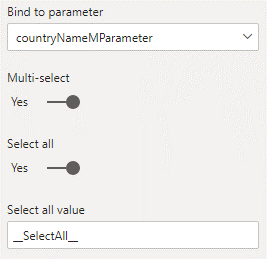 Bind to parameter
countryNameMParameter
Multi-select
Yes
Select all
Yes
Select all value
__SelectAll__